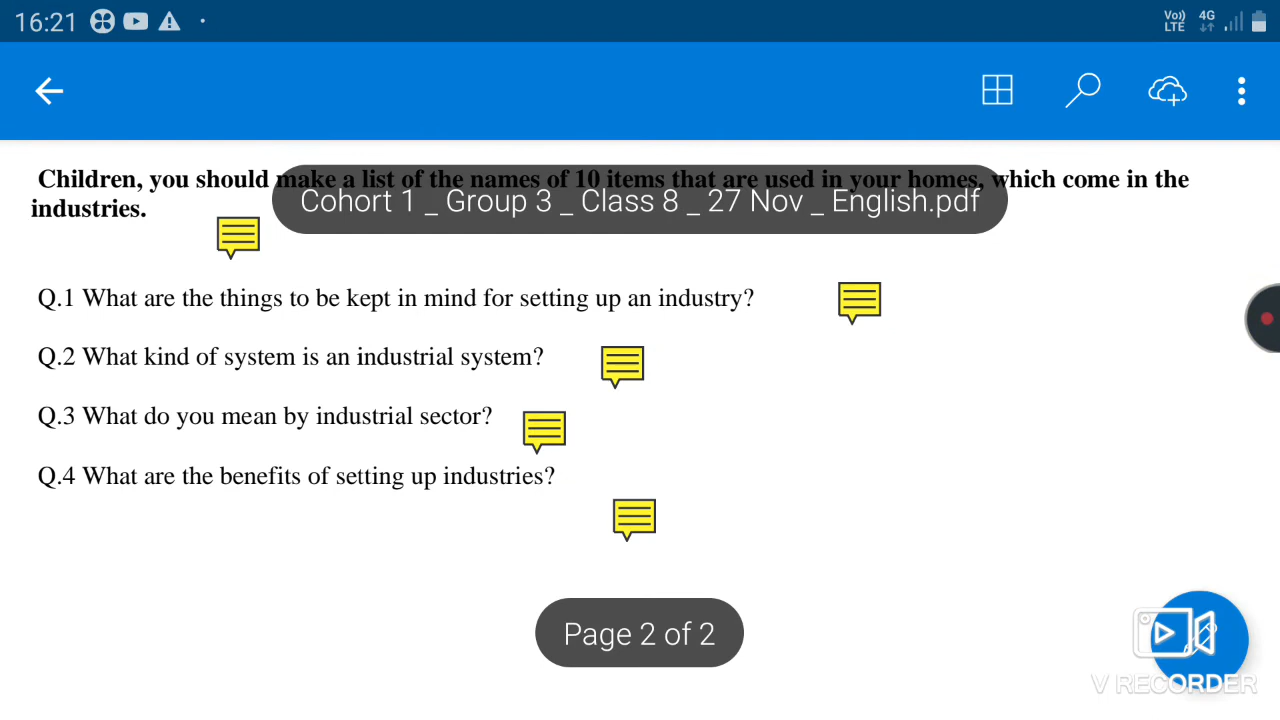 16:21
Vo) 4G
LTE
Children, you should make a list of the names of 10 items that are used in your homes, which come in the
industries.
Cohort 1 _ Group 3 _ Class 8 _ 27 Nov _ English.pdf
Q.1 What are the things to be kept in mind for setting up an industry?
Q.2 What kind of system is an industrial system?
Q.3 What do you mean by industrial sector?
Q.4 What are the benefits of setting up industries?
Page 2 of 2
V RECORDER